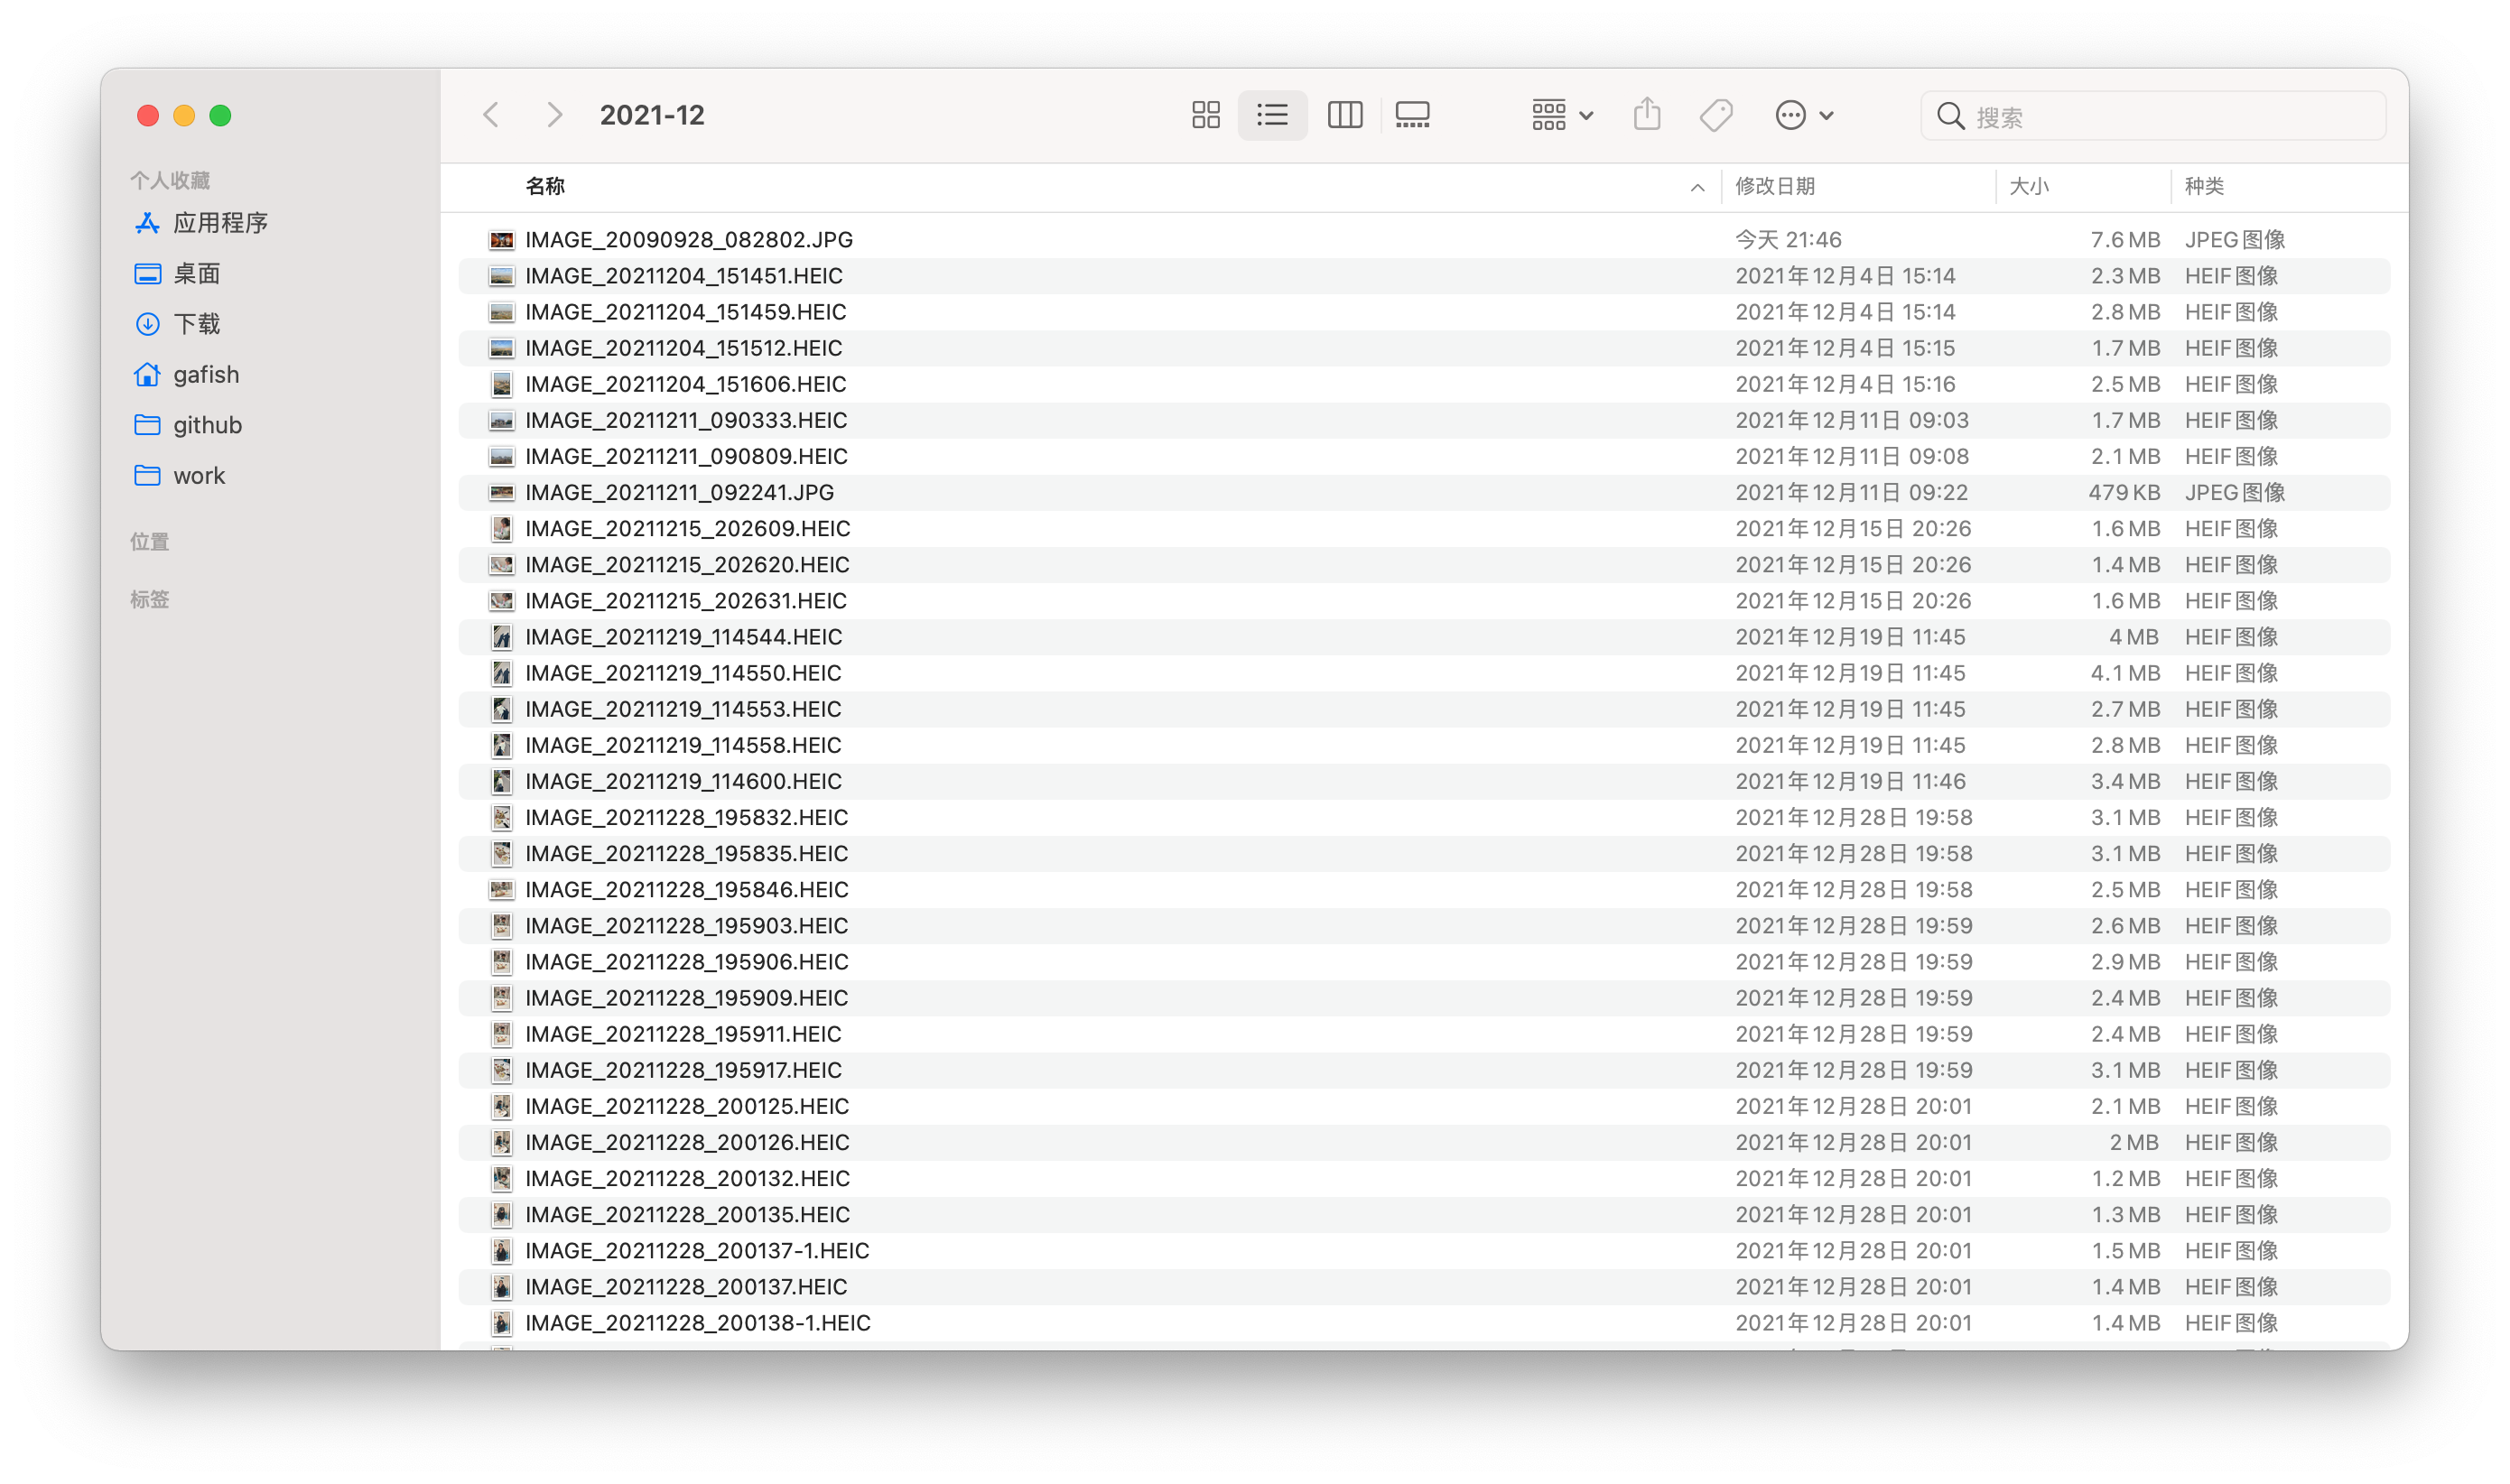 2021-12
搜索
个人收藏
应用程序
桌面
下载
gafish
github
work
位置
标签
名称 修改日期 大小 种类
IMAGE_20090928_082802.JPG 今天 21:46 7.6 MB JPEG图像
IMAGE_20211204_151451.HEIC 2021年12月4日 15:14 2.3 MB HEIF图像
IMAGE_20211204_151459.HEIC 2021年12月4日 15:14 2.8 MB HEIF图像
IMAGE_20211204_151512.HEIC 2021年12月4日 15:15 1.7 MB HEIF图像
IMAGE_20211204_151606.HEIC 2021年12月4日 15:16 2.5 MB HEIF图像
IMAGE_20211211_090333.HEIC 2021年12月11日 09:03 1.7 MB HEIF图像
IMAGE_20211211_090809.HEIC 2021年12月11日 09:08 2.1 MB HEIF图像
IMAGE_20211211_092241.JPG 2021年12月11日 09:22 479 KB JPEG图像
IMAGE_20211215_202609.HEIC 2021年12月15日 20:26 1.6 MB HEIF图像
IMAGE_20211215_202620.HEIC 2021年12月15日 20:26 1.4 MB HEIF图像
IMAGE_20211215_202631.HEIC 2021年12月15日 20:26 1.6 MB HEIF图像
IMAGE_20211219_114544.HEIC 2021年12月19日 11:45 4 MB HEIF图像
IMAGE_20211219_114550.HEIC 2021年12月19日 11:45 4.1 MB HEIF图像
IMAGE_20211219_114553.HEIC 2021年12月19日 11:45 2.7 MB HEIF图像
IMAGE_20211219_114558.HEIC 2021年12月19日 11:45 2.8 MB HEIF图像
IMAGE_20211219_114600.HEIC 2021年12月19日 11:46 3.4 MB HEIF图像
IMAGE_20211228_195832.HEIC 2021年12月28日 19:58 3.1 MB HEIF图像
IMAGE_20211228_195835.HEIC 2021年12月28日 19:58 3.1 MB HEIF图像
IMAGE_20211228_195846.HEIC 2021年12月28日 19:58 2.5 MB HEIF图像
IMAGE_20211228_195903.HEIC 2021年12月28日 19:59 2.6 MB HEIF图像
IMAGE_20211228_195906.HEIC 2021年12月28日 19:59 2.9 MB HEIF图像
IMAGE_20211228_195909.HEIC 2021年12月28日 19:59 2.4 MB HEIF图像
IMAGE_20211228_195911.HEIC 2021年12月28日 19:59 2.4 MB HEIF图像
IMAGE_20211228_195917.HEIC 2021年12月28日 19:59 3.1 MB HEIF图像
IMAGE_20211228_200125.HEIC 2021年12月28日 20:01 2.1 MB HEIF图像
IMAGE_20211228_200126.HEIC 2021年12月28日 20:01 2 MB HEIF图像
IMAGE_20211228_200132.HEIC 2021年12月28日 20:01 1.2 MB HEIF图像
IMAGE_20211228_200135.HEIC 2021年12月28日 20:01 1.3 MB HEIF图像
IMAGE_20211228_200137-1.HEIC 2021年12月28日 20:01 1.5 MB HEIF图像
IMAGE_20211228_200137.HEIC 2021年12月28日 20:01 1.4 MB HEIF图像
IMAGE_20211228_200138-1.HEIC 2021年12月28日 20:01 1.4 MB HEIF图像